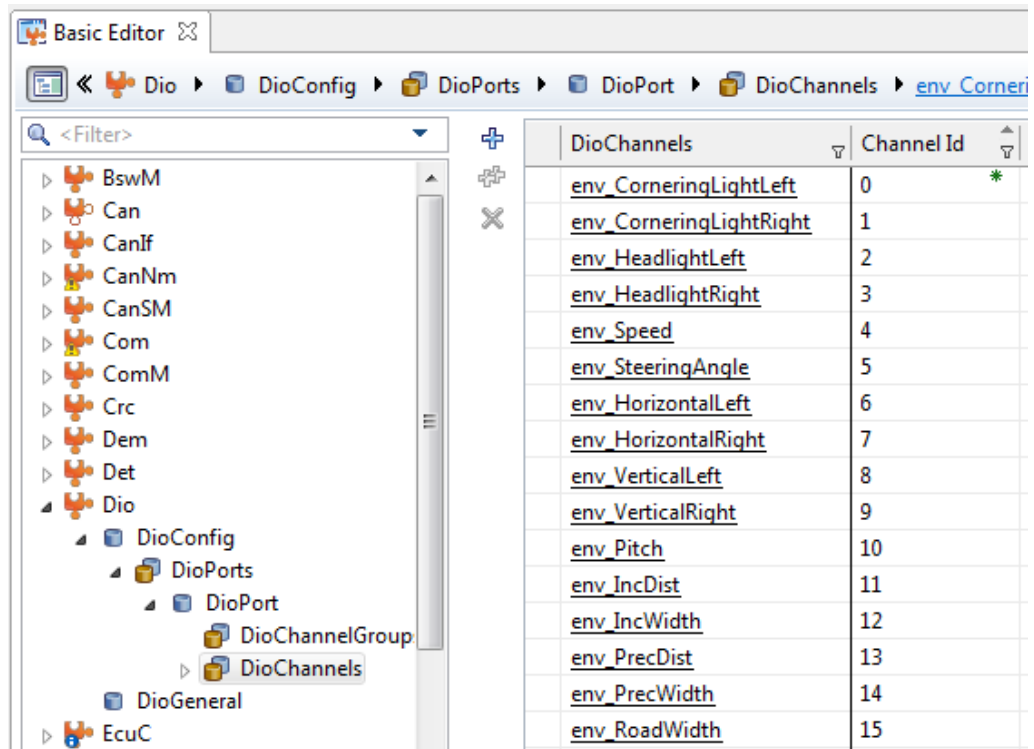 Basic Editor
Dio DioConfig DioPorts DioPort DioChannels env_Corneri
<Filter>
BswM
Can
CanIf
CanNm
CanSM
Com
ComM
Crc
Dem
Det
Dio
DioConfig
DioPorts
DioPort
DioChannelGroup
DioChannels
DioGeneral
EcuC
DioChannels Channel Id
env_CorneringLightLeft 0
env_CorneringLightRight 1
env_HeadlightLeft 2
env_HeadlightRight 3
env_Speed 4
env_SteeringAngle 5
env_HorizontalLeft 6
env_HorizontalRight 7
env_VerticalLeft 8
env_VerticalRight 9
env_Pitch 10
env_IncDist 11
env_IncWidth 12
env_PrecDist 13
env_PrecWidth 14
env_RoadWidth 15